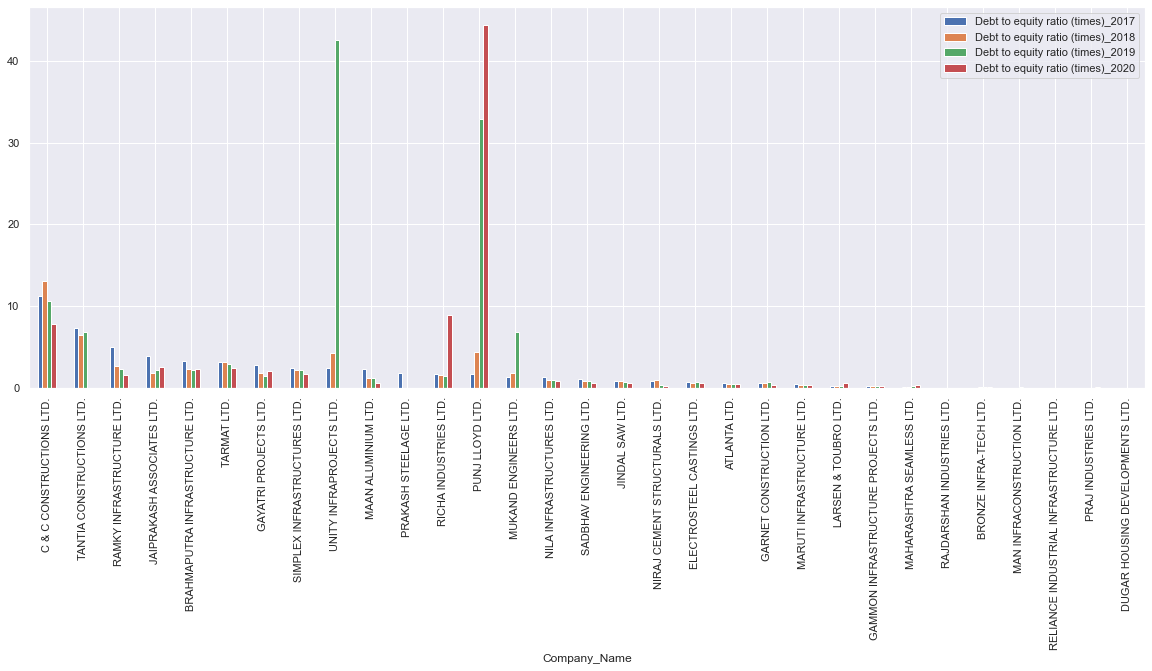 Debt to equity ratio (times)_2017
Debt to equity ratio (times)_2018
Debt to equity ratio (times)_2019
Debt to equity ratio (times)_2020
40
30
20
10
0
C & C CONSTRUCTIONS LTD.
TANTIA CONSTRUCTIONS LTD.
RAMKY INFRASTRUCTURE LTD.
JAIPRAKASH ASSOCIATES LTD.
BRAHMAPUTRA INFRASTRUCTURE LTD.
TARMAT LTD.
GAYATRI PROJECTS LTD.
SIMPLEX INFRASTRUCTURES LTD.
UNITY INFRAPROJECTS LTD.
MAAN ALUMINIUM LTD.
PRAKASH STEELAGE LTD.
RICHA INDUSTRIES LTD.
PUNJ LLOYD LTD.
MUKAND ENGINEERS LTD.
NILA INFRASTRUCTURES LTD.
SADBHAV ENGINEERING LTD.
JINDAL SAW LTD.
NIRAJ CEMENT STRUCTURALS LTD.
ELECTROSTEEL CASTINGS LTD.
ATLANTA LTD.
GARNET CONSTRUCTION LTD.
MARUTI INFRASTRUCTURE LTD.
LARSEN & TOUBRO LTD.
GAMMON INFRASTRUCTURE PROJECTS LTD.
MAHARASHTRA SEAMLESS LTD.
RAJDARSHAN INDUSTRIES LTD.
BRONZE INFRA-TECH LTD.
MAN INFRACONSTRUCTION LTD.
RELIANCE INDUSTRIAL INFRASTRUCTURE LTD.
PRAJ INDUSTRIES LTD.
DUGAR HOUSING DEVELOPMENTS LTD.
Company_Name